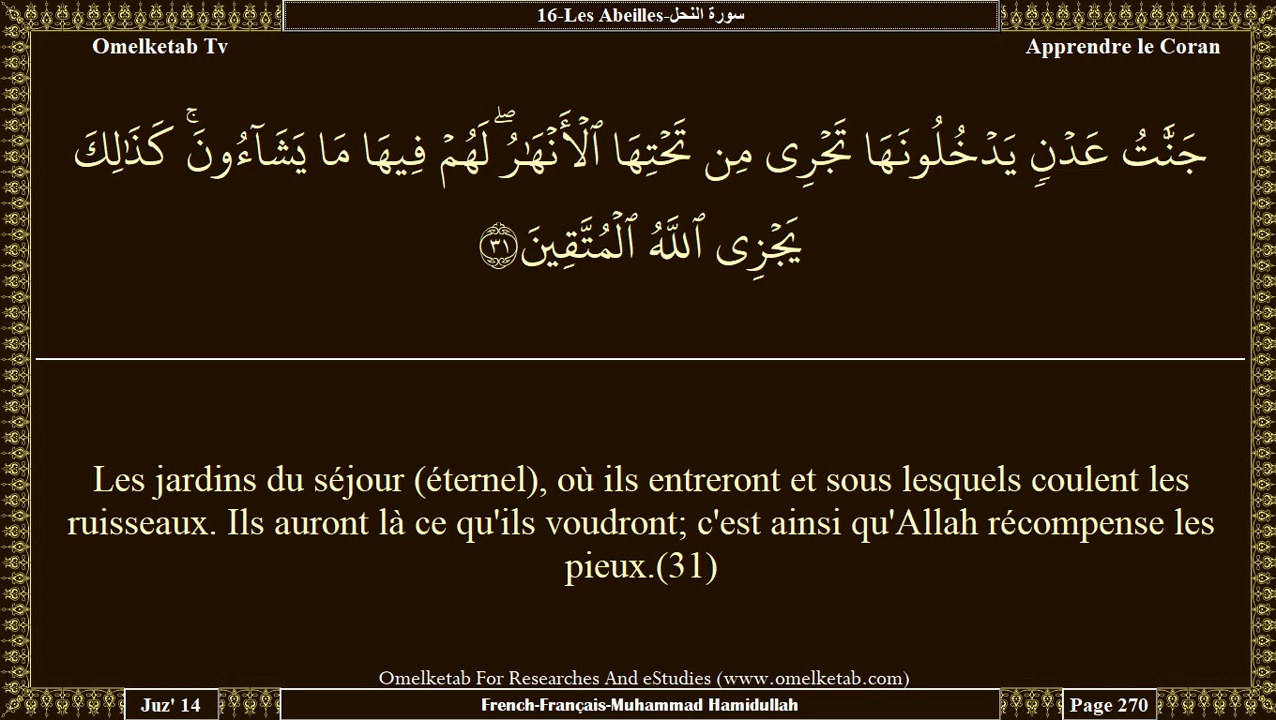 16-Les Abeilles-سورة النحل
Omelketab Tv
Apprendre le Coran
جَنَّٰتُ عَدۡنٖ يَدۡخُلُونَهَا تَجۡرِي مِن تَحۡتِهَا ٱلۡأَنۡهَٰرُۖ لَهُمۡ فِيهَا مَا يَشَآءُونَۚ كَذَٰلِكَ
يَجۡزِي ٱللَّهُ ٱلۡمُتَّقِينَ ٣١
Les jardins du séjour (éternel), où ils entreront et sous lesquels coulent les
ruisseaux. Ils auront là ce qu'ils voudront; c'est ainsi qu'Allah récompense les
pieux.(31)
Omelketab For Researches And eStudies (www.omelketab.com)
Juz' 14
French-Français-Muhammad Hamidullah
Page 270